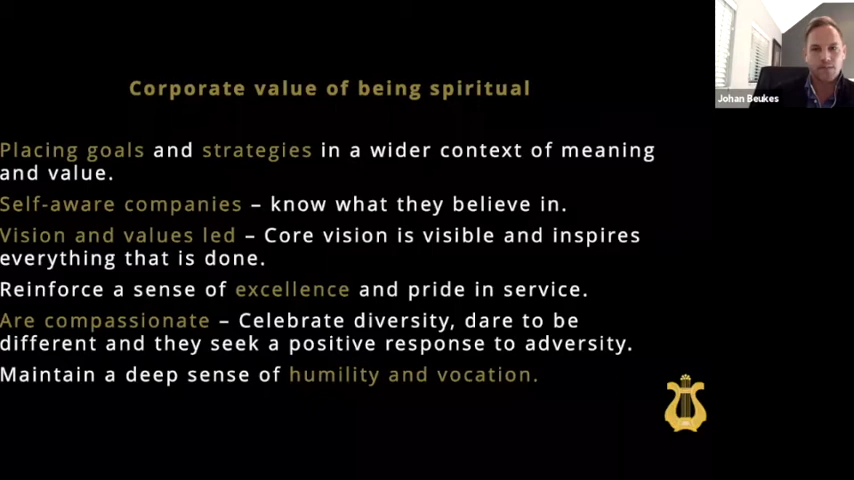 Corporate value of being spiritual
Placing goals and strategies in a wider context of meaning
and value.
Self-aware companies – know what they believe in.
Vision and values led – Core vision is visible and inspires
everything that is done.
Reinforce a sense of excellence and pride in service.
Are compassionate – Celebrate diversity, dare to be
different and they seek a positive response to adversity.
Maintain a deep sense of humility and vocation.
Johan Beukes